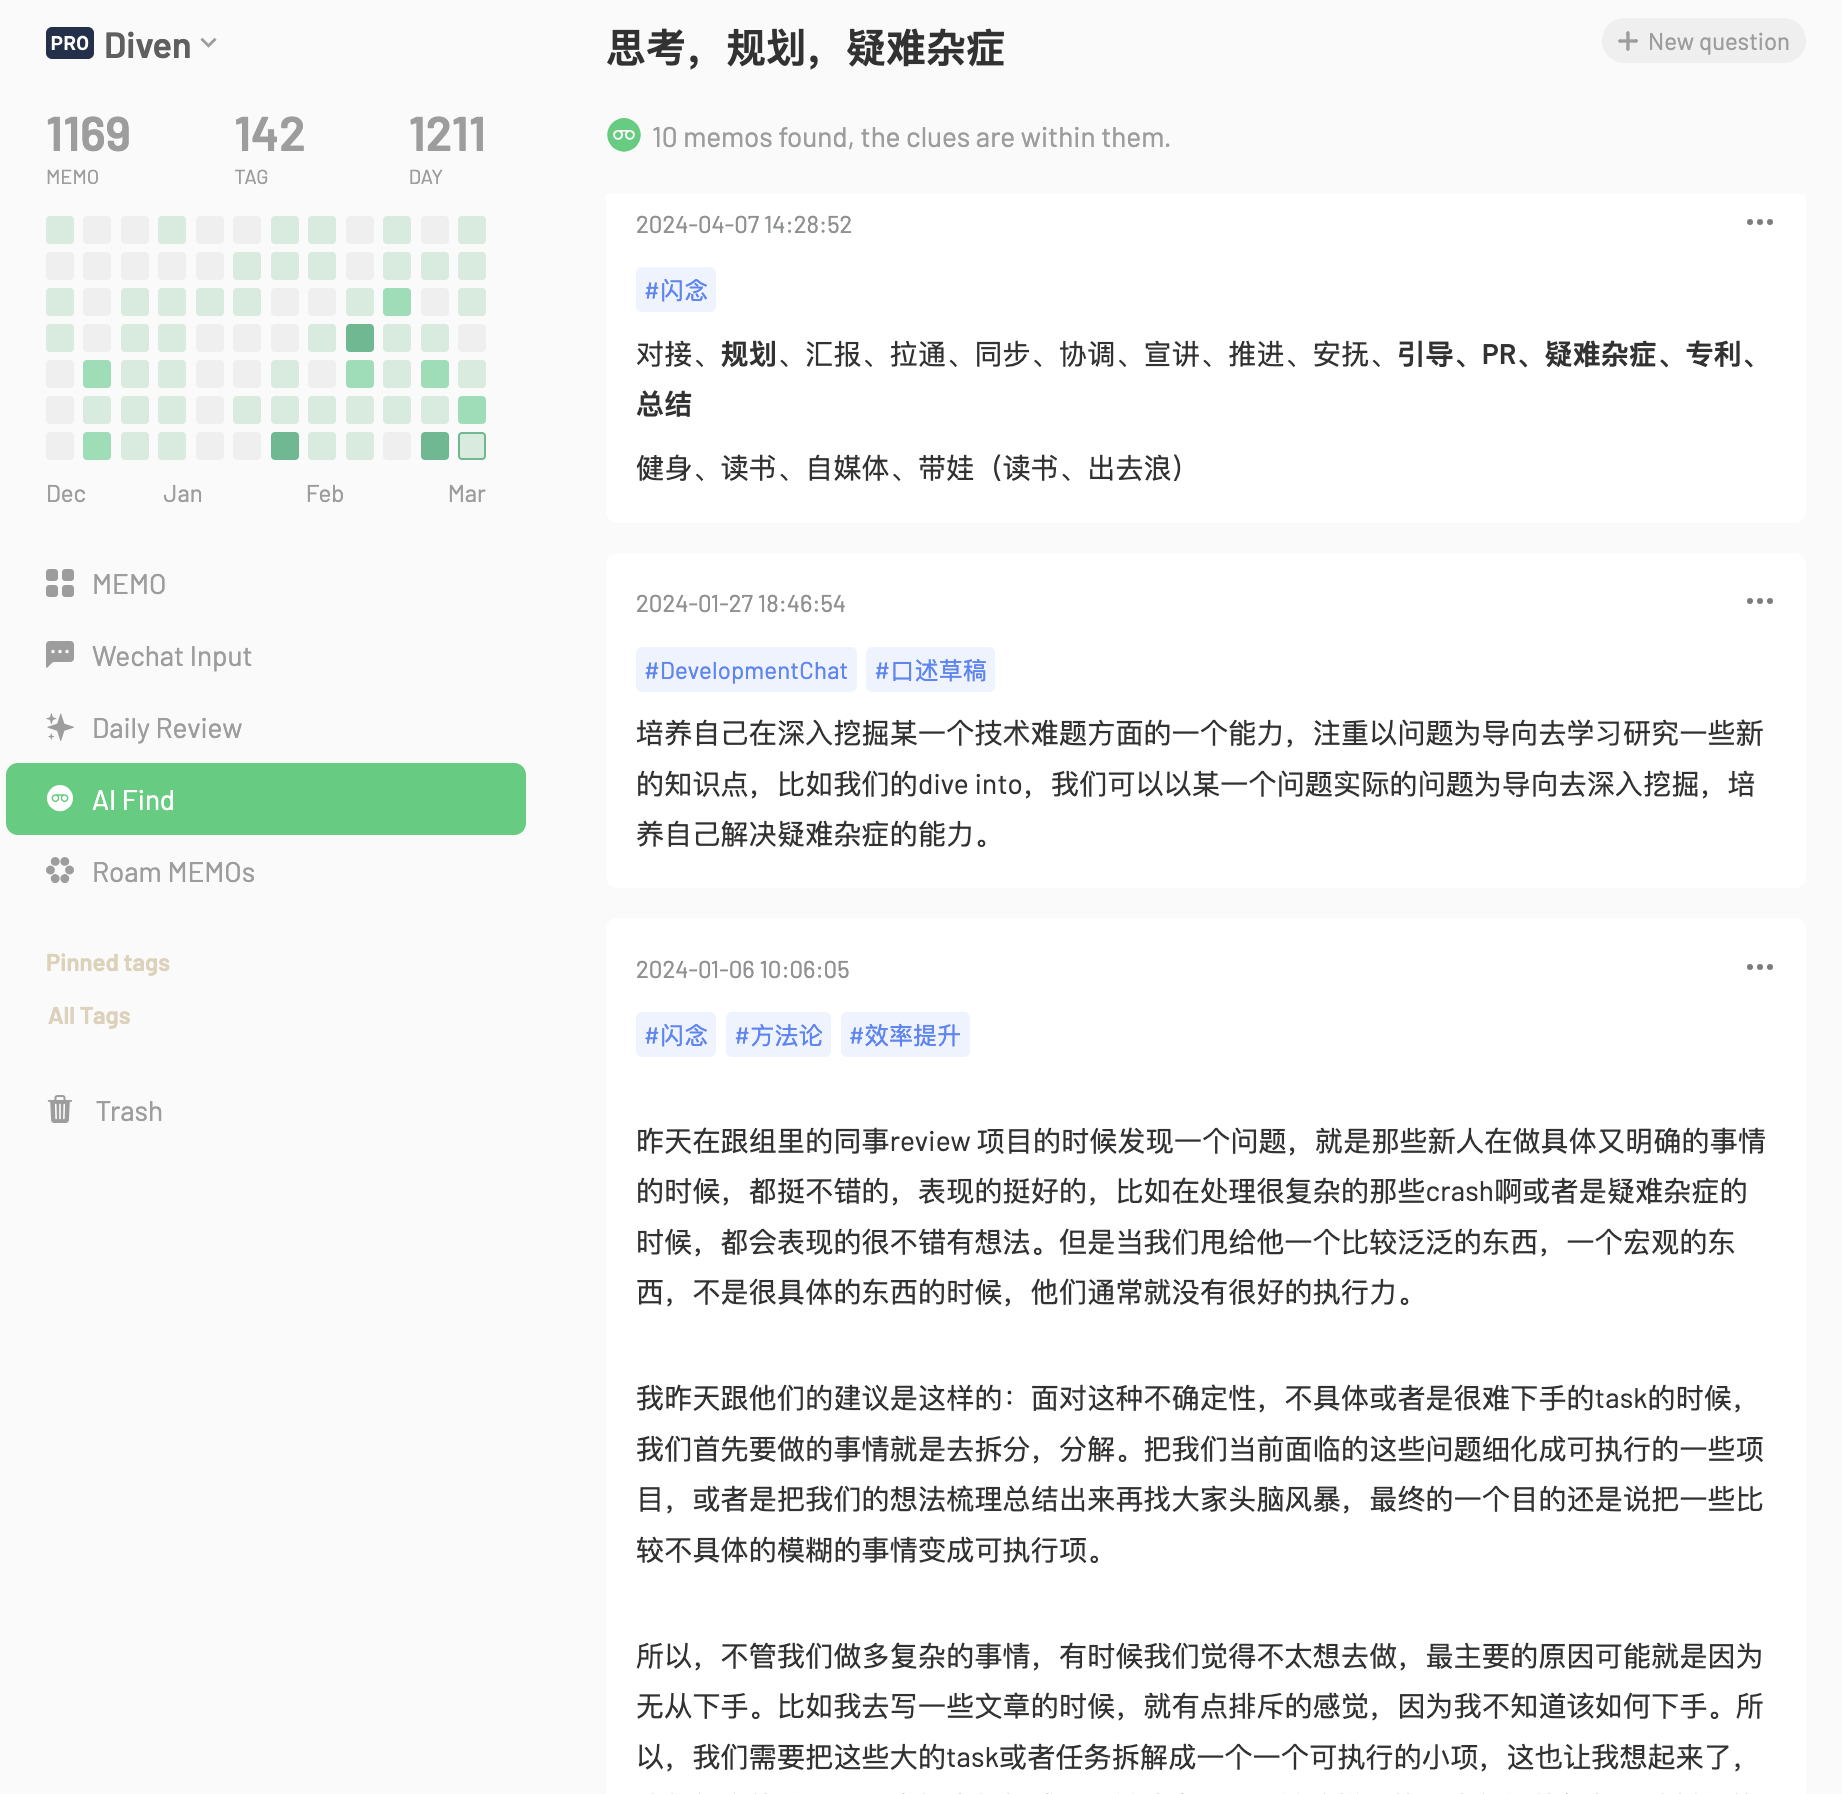 PRO Diven
1169 142 1211
MEMO TAG DAY
Dec Jan Feb Mar
MEMO
Wechat Input
Daily Review
AI Find
Roam MEMOs
Pinned tags
All Tags
Trash
思考，规划，疑难杂症
New question
10 memos found, the clues are within them.
2024-04-07 14:28:52
#闪念
对接、规划、汇报、拉通、同步、协调、宣讲、推进、安抚、引导、PR、疑难杂症、专利、
总结
健身、读书、自媒体、带娃（读书、出去浪）
2024-01-27 18:46:54
#DevelopmentChat #口述草稿
培养自己在深入挖掘某一个技术难题方面的一个能力，注重以问题为导向去学习研究一些新
的知识点，比如我们的dive into，我们可以以某一个问题实际的问题为导向去深入挖掘，培
养自己解决疑难杂症的能力。
2024-01-06 10:06:05
#闪念 #方法论 #效率提升
昨天在跟组里的同事review 项目的时候发现一个问题，就是那些新人在做具体又明确的事情
的时候，都挺不错的，表现的挺好的，比如在处理很复杂的那些crash啊或者是疑难杂症的
时候，都会表现的很不错有想法。但是当我们甩给他一个比较泛泛的东西，一个宏观的东
西，不是很具体的东西的时候，他们通常就没有很好的执行力。
我昨天跟他们的建议是这样的：面对这种不确定性，不具体或者是很难下手的task的时候，
我们首先要做的事情就是去拆分，分解。把我们当前面临的这些问题细化成可执行的一些项
目，或者是把我们的想法梳理总结出来再找大家头脑风暴，最终的一个目的还是说把一些比
较不具体的模糊的事情变成可执行项。
所以，不管我们做多复杂的事情，有时候我们觉得不太想去做，最主要的原因可能就是因为
无从下手。比如我去写一些文章的时候，就有点排斥的感觉，因为我不知道该如何下手。所
以，我们需要把这些大的task或者任务拆解成一个一个可执行的小项，这也让我想起来了，